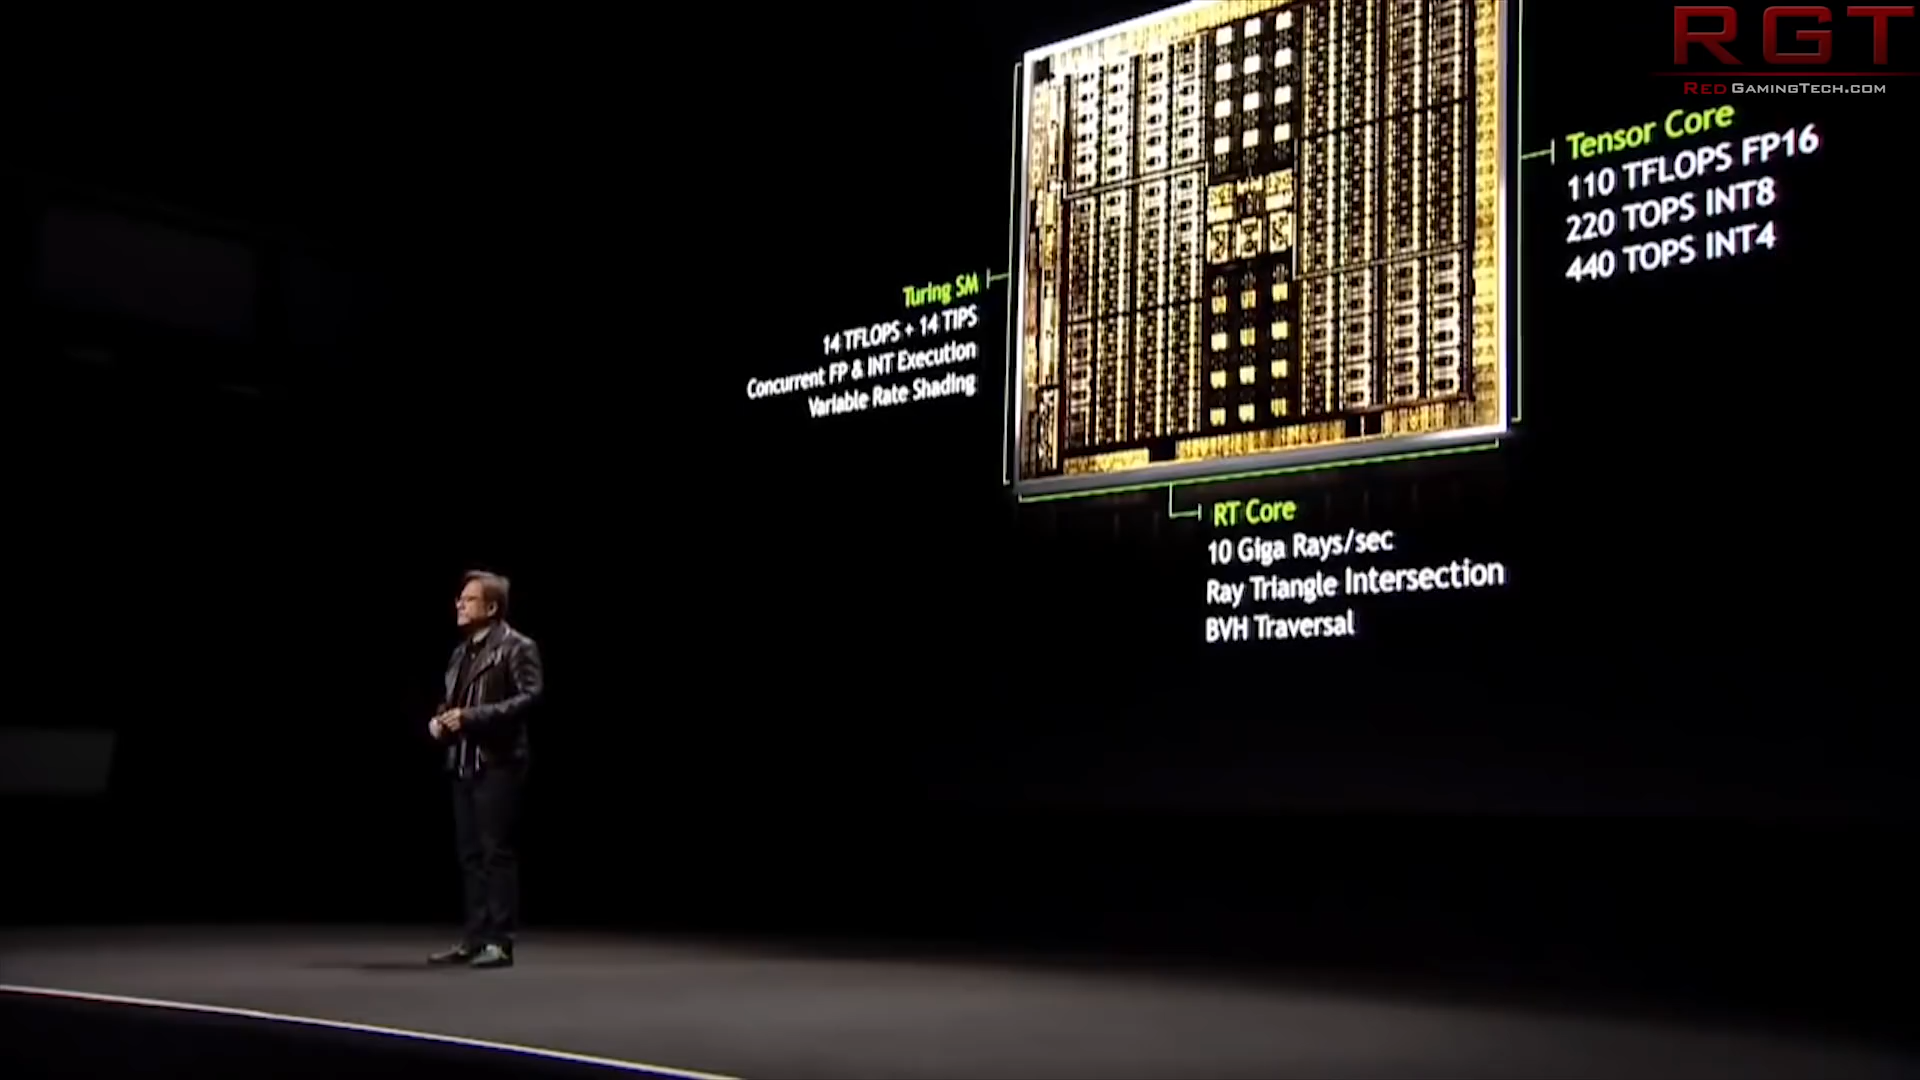 RGT
RED GAMINGTECH.COM
Tensor Core
110 TFLOPS FP16
220 TOPS INT8
440 TOPS INT4
Turing SM
14 TFLOPS + 14 TIPS
Concurrent FP & INT Execution
Variable Rate Shading
RT Core
10 Giga Rays/sec
Ray Triangle Intersection
BVH Traversal